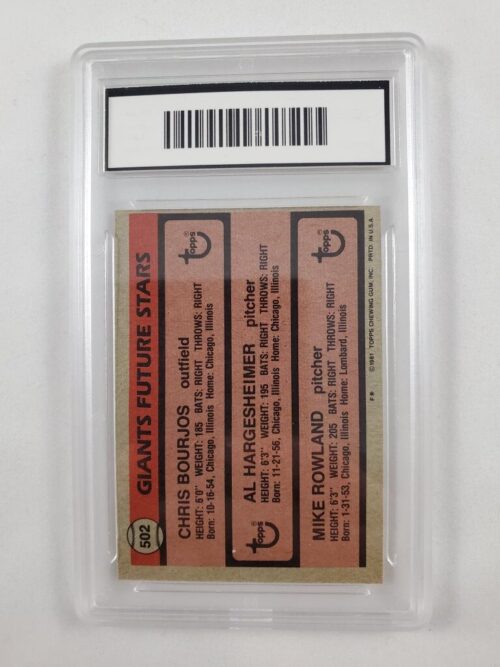 502
GIANTS FUTURE STARS
CHRIS BOURJOS outfield
HEIGHT: 6'0" WEIGHT: 185 BATS: RIGHT THROWS: RIGHT
Born: 10-16-54, Chicago, Illinois Home: Chicago, Illinois
Topps®
Topps®
AL HARGESHEIMER pitcher
HEIGHT: 6'3" WEIGHT: 195 BATS: RIGHT THROWS: RIGHT
Born: 11-21-56, Chicago, Illinois Home: Chicago, Illinois
MIKE ROWLAND pitcher
HEIGHT: 6'3" WEIGHT: 205 BATS: RIGHT THROWS: RIGHT
Born: 1-31-53, Chicago, Illinois Home: Lombard, Illinois
Topps®
F* ©1981 TOPPS CHEWING GUM, INC. PRTD. IN U.S.A.